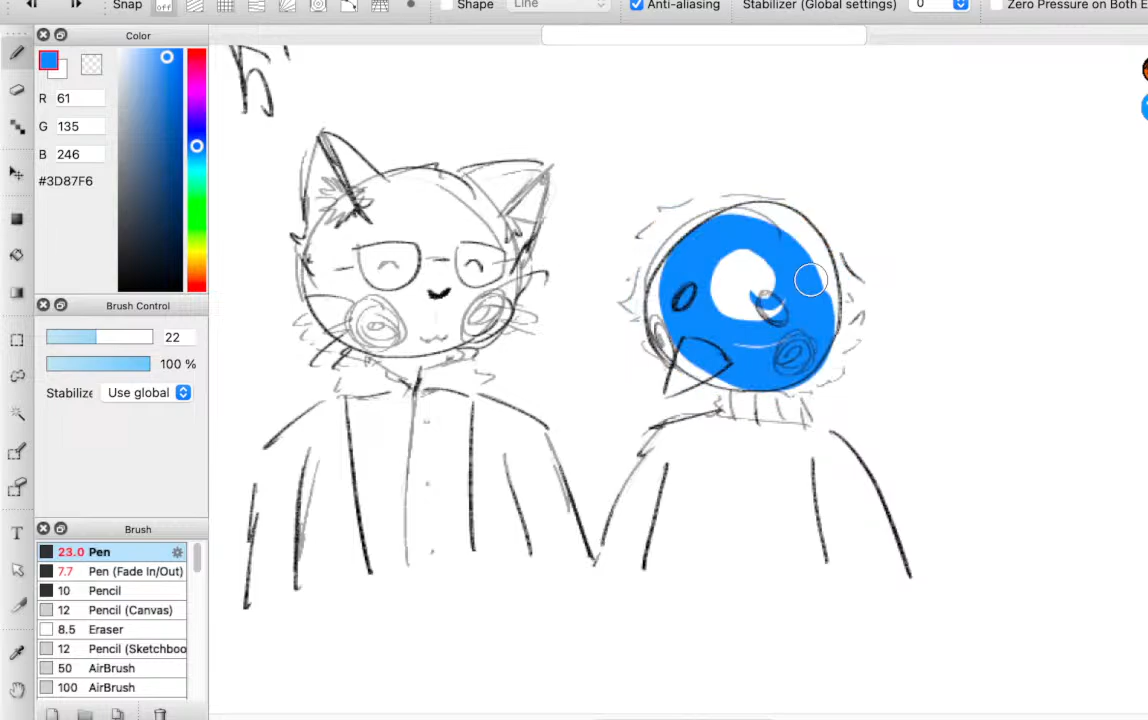 Snap off Shape Line Anti-aliasing Stabilizer (Global settings) 0 Zero Pressure on Both E
Color
R 61
G 135
B 246
#3D87F6
Brush Control
22
100 %
Stabilize Use global
Brush
23.0 Pen
7.7 Pen (Fade In/Out)
10 Pencil
12 Pencil (Canvas)
8.5 Eraser
12 Pencil (Sketchboo
50 AirBrush
100 AirBrush
T